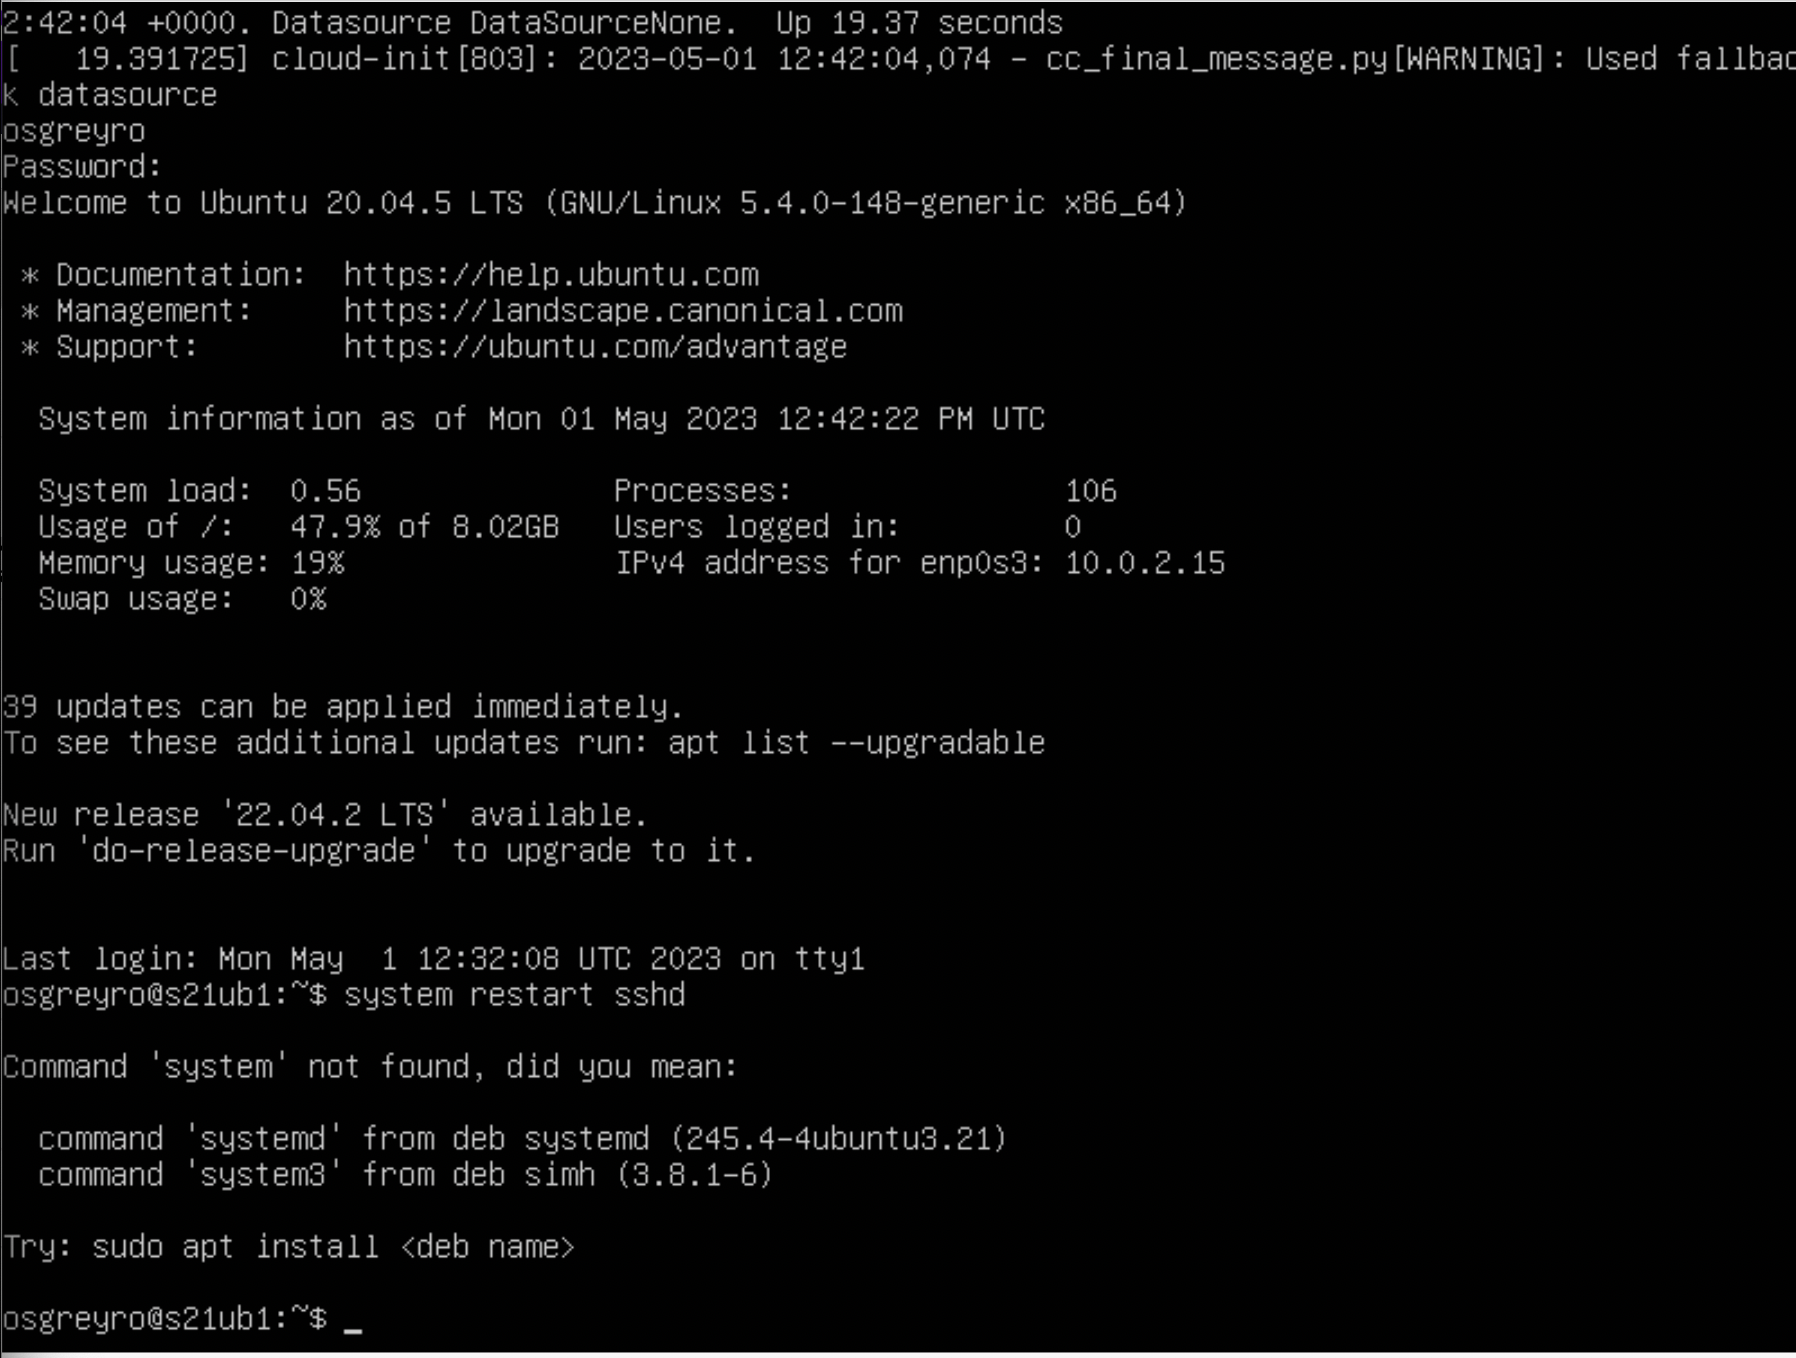 2:42:04 +0000. Datasource DataSourceNone.  Up 19.37 seconds
[   19.391725] cloud-init[803]: 2023-05-01 12:42:04,074 - cc_final_message.py[WARNING]: Used fallbac
k datasource
osgreyro
Password:
Welcome to Ubuntu 20.04.5 LTS (GNU/Linux 5.4.0-148-generic x86_64)

 * Documentation:  https://help.ubuntu.com
 * Management:     https://landscape.canonical.com
 * Support:        https://ubuntu.com/advantage

  System information as of Mon 01 May 2023 12:42:22 PM UTC

  System load:  0.56              Processes:               106
  Usage of /:   47.9% of 8.02GB   Users logged in:         0
  Memory usage: 19%               IPv4 address for enp0s3: 10.0.2.15
  Swap usage:   0%


39 updates can be applied immediately.
To see these additional updates run: apt list --upgradable

New release '22.04.2 LTS' available.
Run 'do-release-upgrade' to upgrade to it.


Last login: Mon May  1 12:32:08 UTC 2023 on tty1
osgreyro@s21ub1:~$ system restart sshd

Command 'system' not found, did you mean:

  command 'systemd' from deb systemd (245.4-4ubuntu3.21)
  command 'system3' from deb simh (3.8.1-6)

Try: sudo apt install <deb name>

osgreyro@s21ub1:~$ _